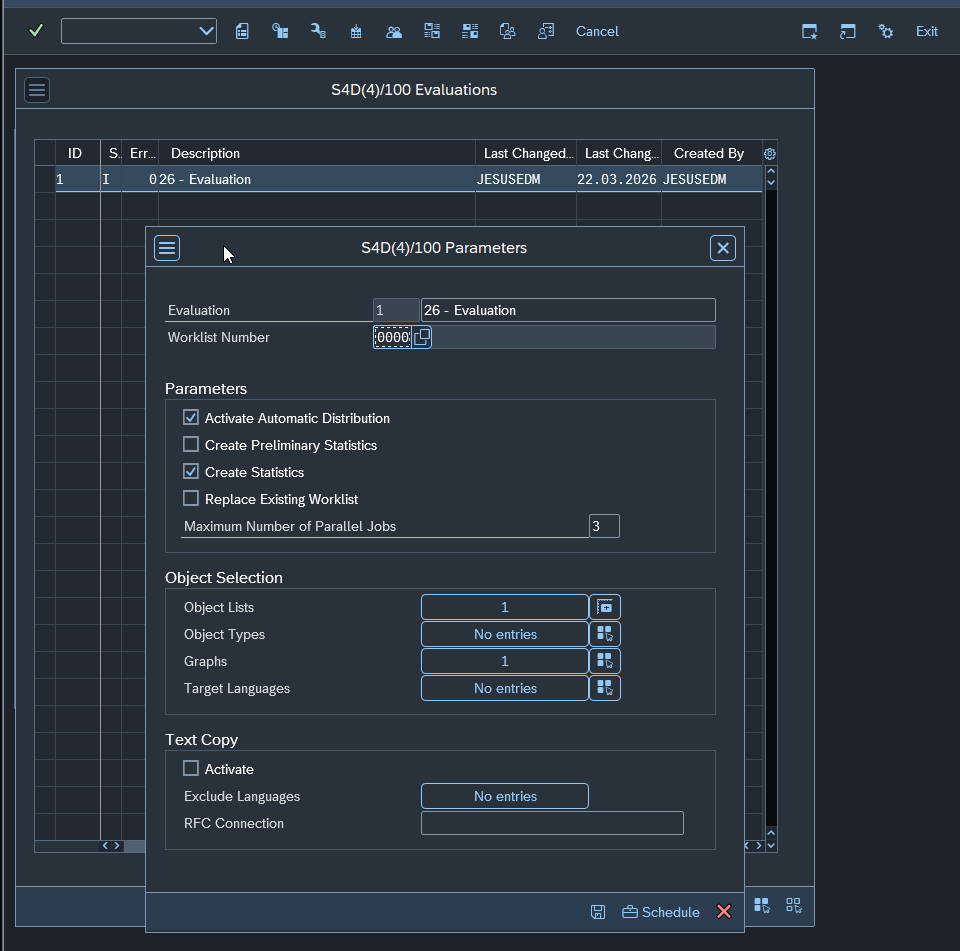 Cancel Exit
S4D(4)/100 Evaluations
ID S. Err... Description Last Changed... Last Chang... Created By
1 I 0 26 - Evaluation JESUSEDM 22.03.2026 JESUSEDM
S4D(4)/100 Parameters
Evaluation 1 26 - Evaluation
Worklist Number 0000
Parameters
Activate Automatic Distribution
Create Preliminary Statistics
Create Statistics
Replace Existing Worklist
Maximum Number of Parallel Jobs 3
Object Selection
Object Lists 1
Object Types No entries
Graphs 1
Target Languages No entries
Text Copy
Activate
Exclude Languages No entries
RFC Connection
Schedule